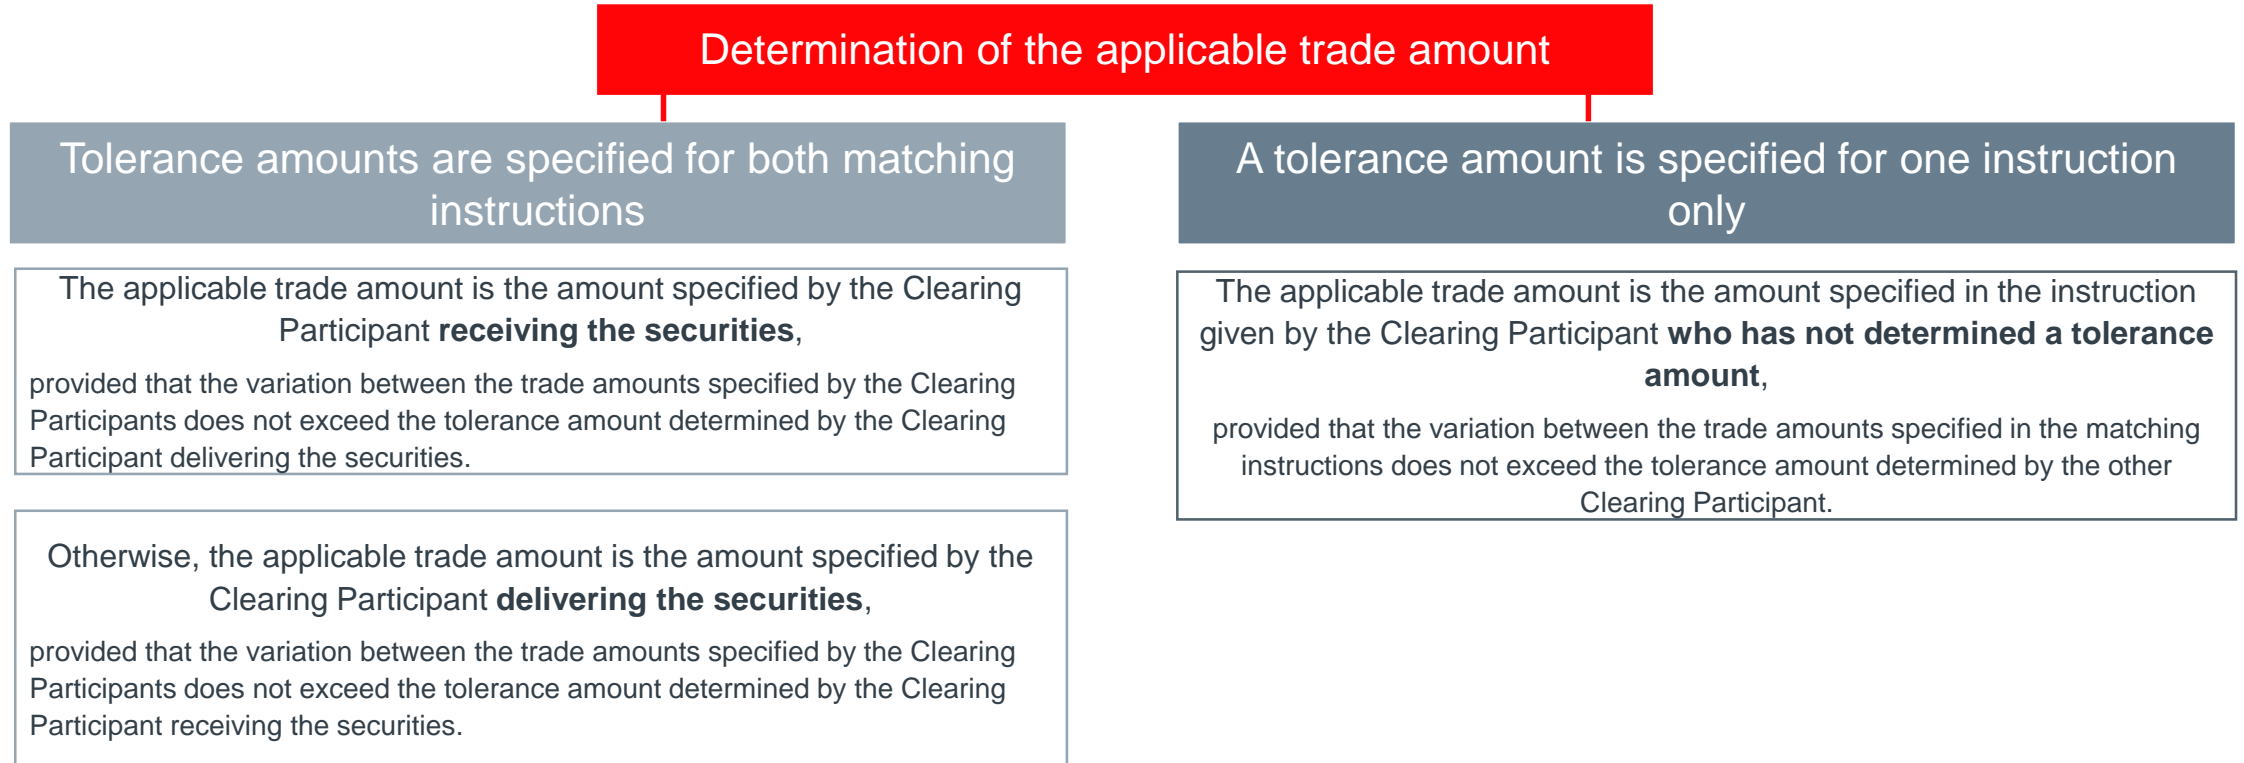 Determination of the applicable trade amount
Tolerance amounts are specified for both matching
instructions
The applicable trade amount is the amount specified by the Clearing
Participant receiving the securities,
provided that the variation between the trade amounts specified by the Clearing
Participants does not exceed the tolerance amount determined by the Clearing
Participant delivering the securities.
Otherwise, the applicable trade amount is the amount specified by the
Clearing Participant delivering the securities,
provided that the variation between the trade amounts specified by the Clearing
Participants does not exceed the tolerance amount determined by the Clearing
Participant receiving the securities.
A tolerance amount is specified for one instruction
only
The applicable trade amount is the amount specified in the instruction
given by the Clearing Participant who has not determined a tolerance
amount,
provided that the variation between the trade amounts specified in the matching
instructions does not exceed the tolerance amount determined by the other
Clearing Participant.